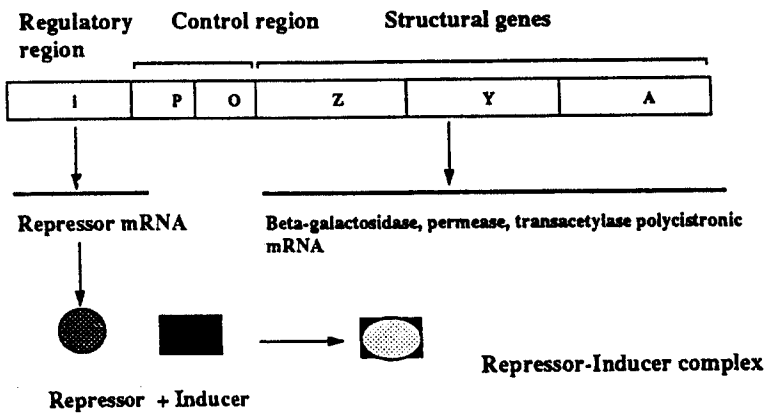 Regulatory region
Control region
Structural genes
i
P
O
Z
Y
A
Repressor mRNA
Beta-galactosidase, permease, transacetylase polycistronic
mRNA
Repressor-Inducer complex
Repressor + Inducer